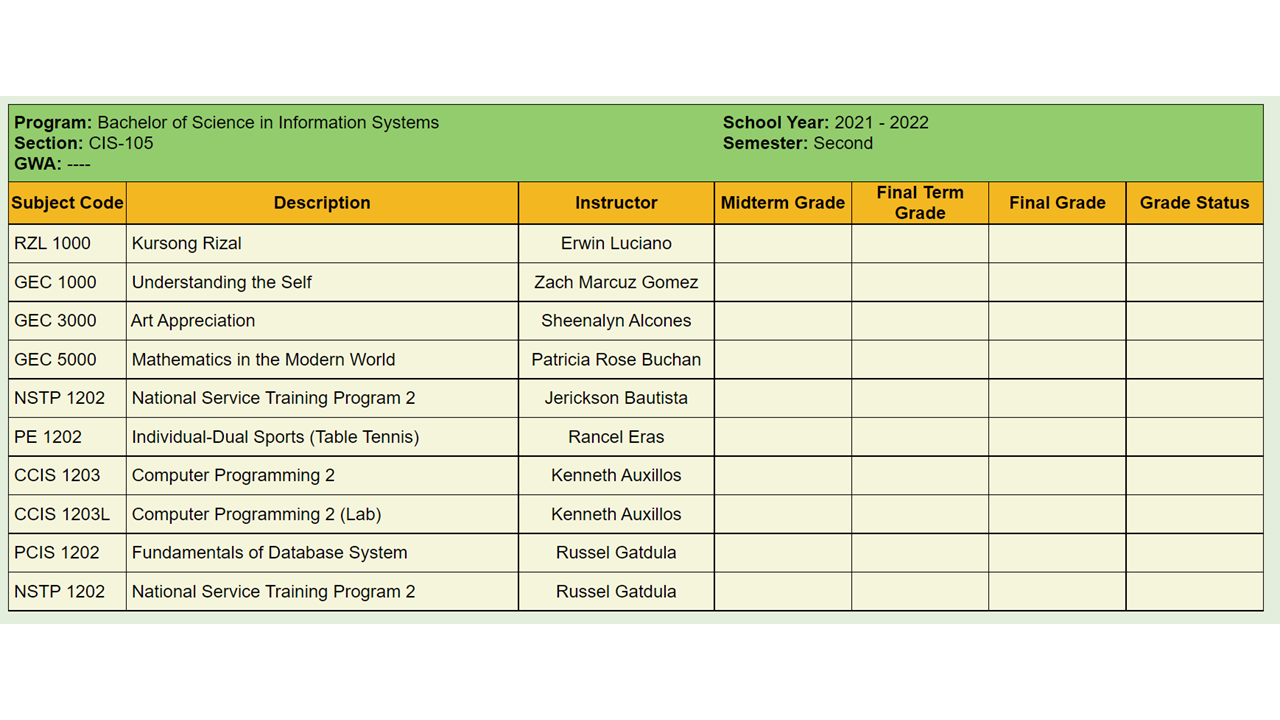 Program: Bachelor of Science in Information Systems
School Year: 2021 - 2022
Section: CIS-105
Semester: Second
GWA: ----
Subject Code Description Instructor Midterm Grade Final Term Grade Final Grade Grade Status
RZL 1000 Kursong Rizal Erwin Luciano
GEC 1000 Understanding the Self Zach Marcuz Gomez
GEC 3000 Art Appreciation Sheenalyn Alcones
GEC 5000 Mathematics in the Modern World Patricia Rose Buchan
NSTP 1202 National Service Training Program 2 Jerickson Bautista
PE 1202 Individual-Dual Sports (Table Tennis) Rancel Eras
CCIS 1203 Computer Programming 2 Kenneth Auxillos
CCIS 1203L Computer Programming 2 (Lab) Kenneth Auxillos
PCIS 1202 Fundamentals of Database System Russel Gatdula
NSTP 1202 National Service Training Program 2 Russel Gatdula